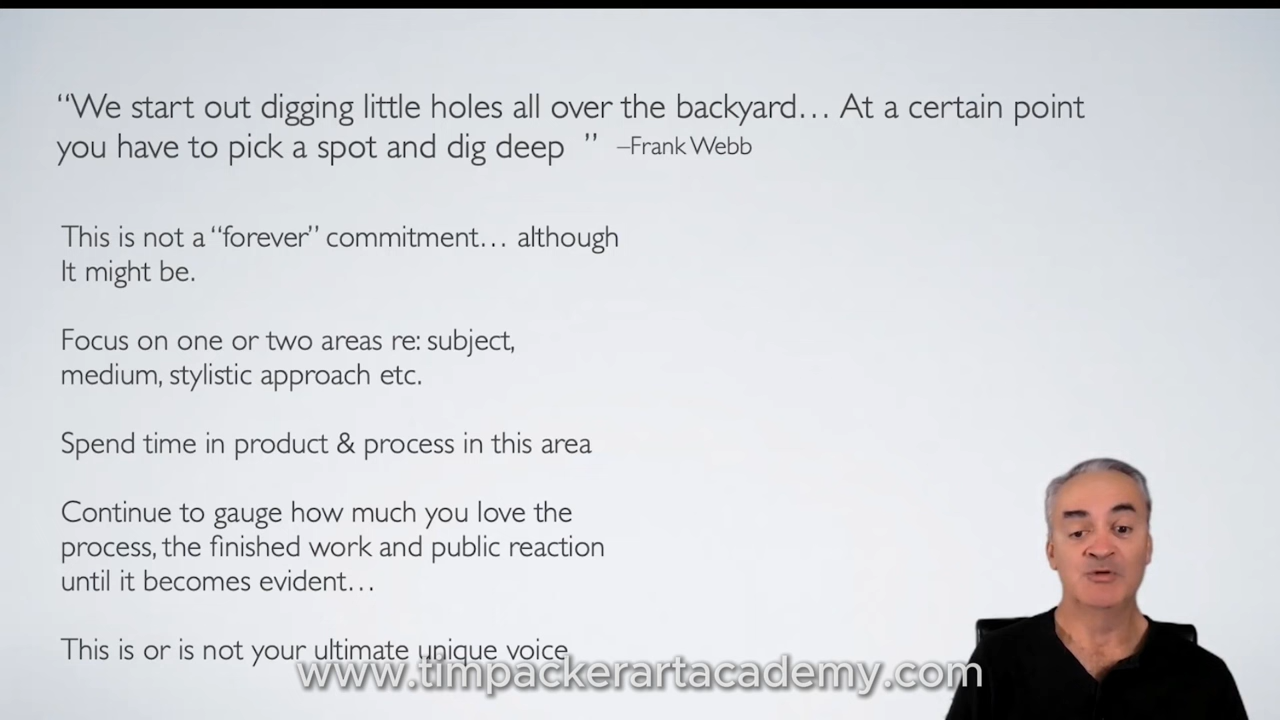 “We start out digging little holes all over the backyard… At a certain point
you have to pick a spot and dig deep ” –Frank Webb
This is not a “forever” commitment… although
It might be.
Focus on one or two areas re: subject,
medium, stylistic approach etc.
Spend time in product & process in this area
Continue to gauge how much you love the
process, the finished work and public reaction
until it becomes evident…
This is or is not your ultimate unique voice
www.timpackerartacademy.com